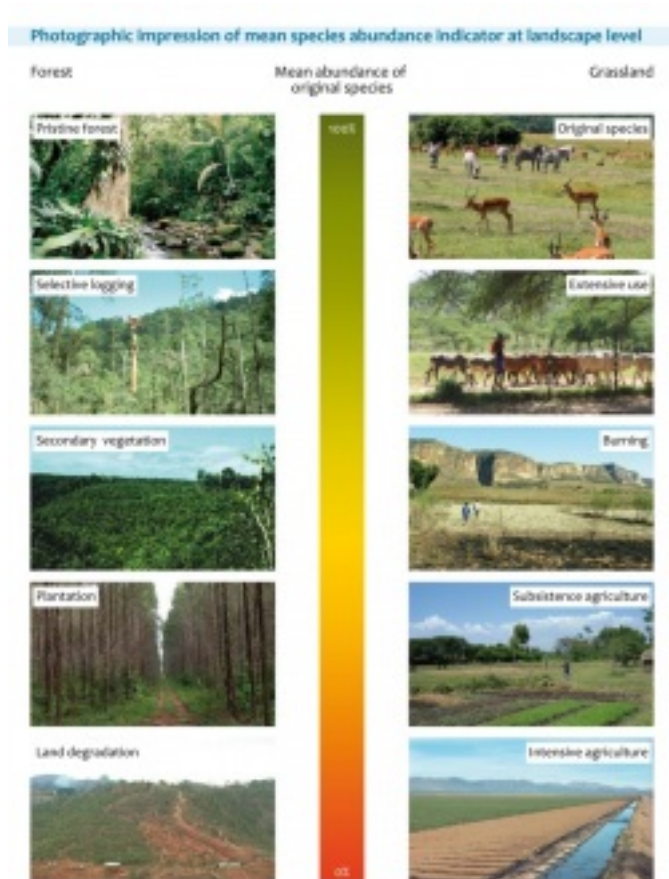 Photographic impression of mean species abundance indicator at landscape level
Forest
Mean abundance of
original species
Grassland
Pristine forest
100%
Original species
Selective logging
Extensive use
Secondary vegetation
Burning
Plantation
Subsistence agriculture
Land degradation
Intensive agriculture
0%